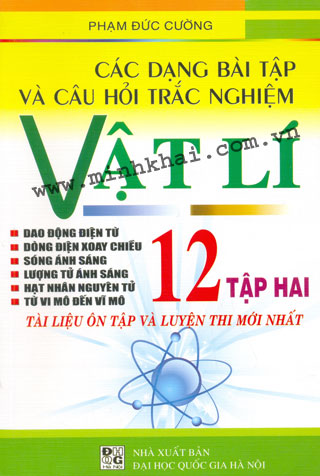 PHẠM ĐỨC CƯỜNG
CÁC DẠNG BÀI TẬP
VÀ CÂU HỎI TRẮC NGHIỆM
VẬT LÍ
www.minhkhai.com.vn
DAO ĐỘNG ĐIỆN TỪ
DÒNG ĐIỆN XOAY CHIỀU
SÓNG ÁNH SÁNG
LƯỢNG TỬ ÁNH SÁNG
HẠT NHÂN NGUYÊN TỬ
TỪ VI MÔ ĐẾN VĨ MÔ
12 TẬP HAI
TÀI LIỆU ÔN TẬP VÀ LUYỆN THI MỚI NHẤT
NHÀ XUẤT BẢN
ĐẠI HỌC QUỐC GIA HÀ NỘI